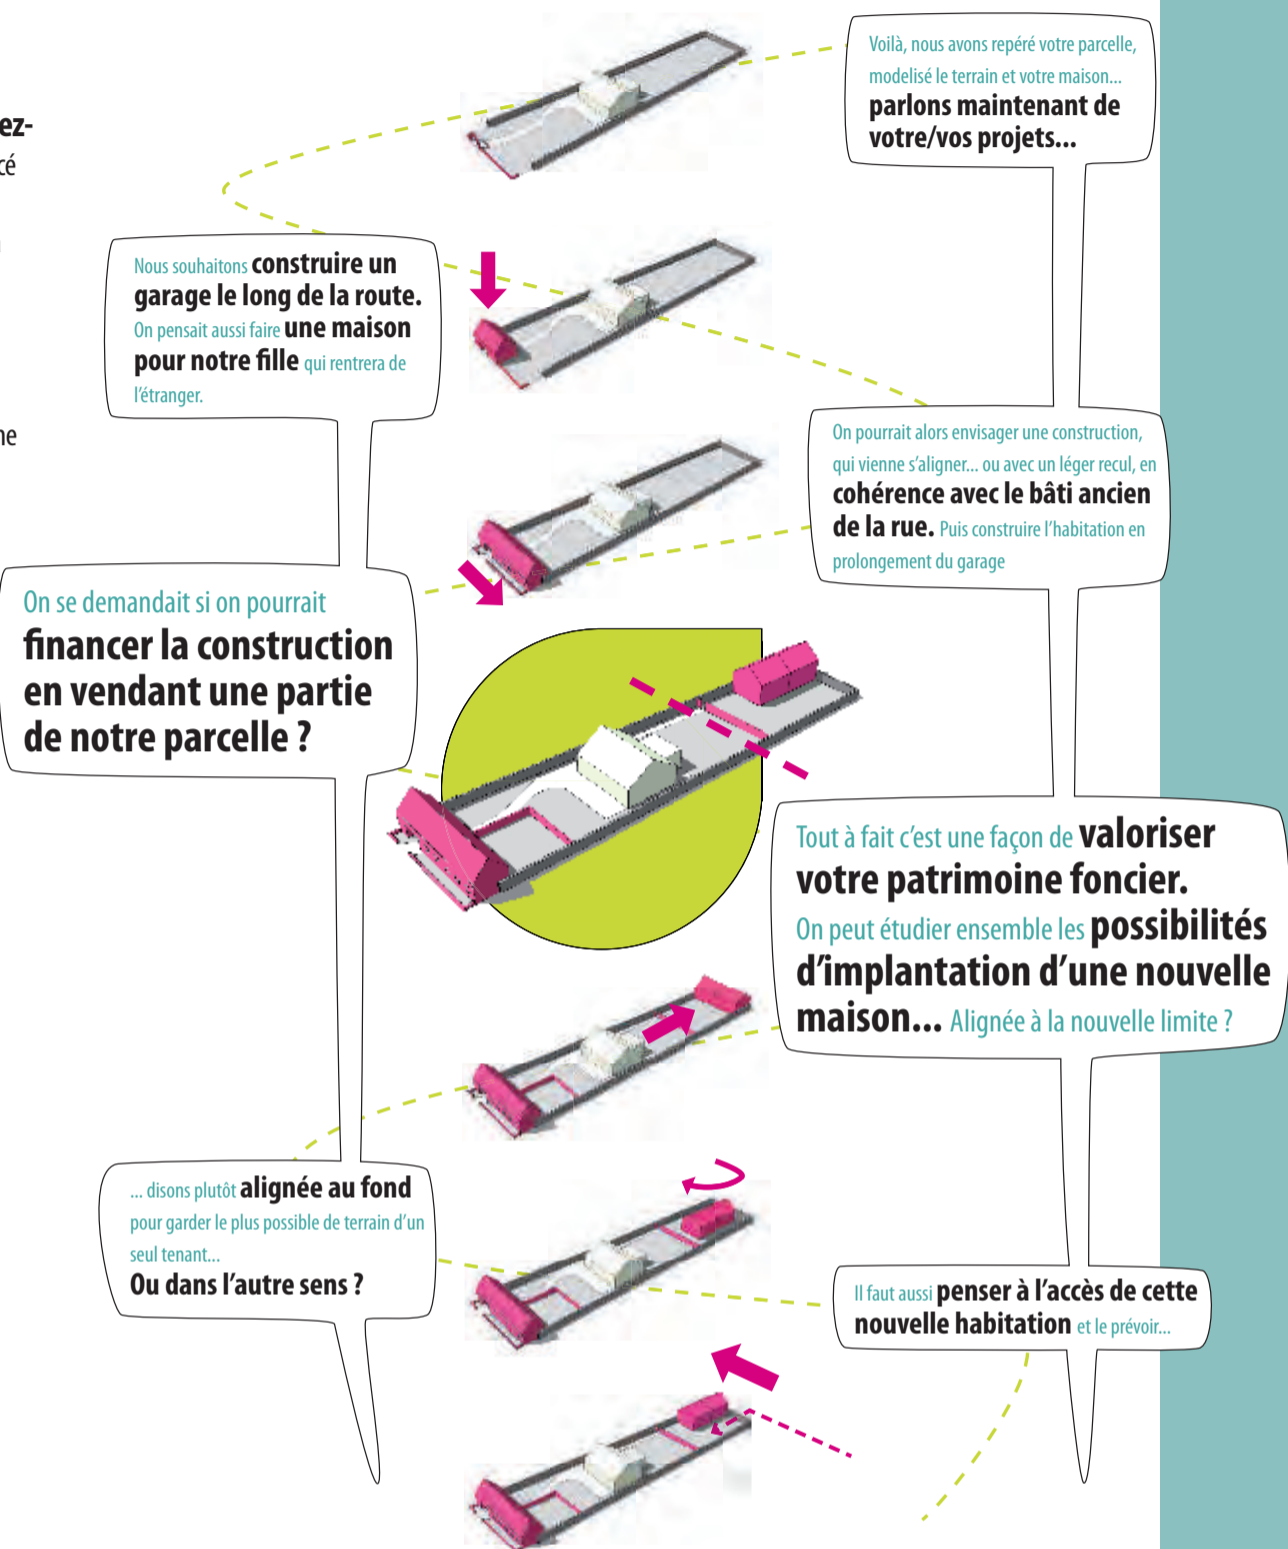 ez-
cé
ne
Voilà, nous avons repéré votre parcelle,
modelisé le terrain et votre maison...
parlons maintenant de
votre/vos projets...
Nous souhaitons construire un
garage le long de la route.
On pensait aussi faire une maison
pour notre fille qui rentrera de
l'étranger.
On pourrait alors envisager une construction,
qui vienne s'aligner... ou avec un léger recul, en
cohérence avec le bâti ancien
de la rue. Puis construire l'habitation en
prolongement du garage
On se demandait si on pourrait
financer la construction
en vendant une partie
de notre parcelle ?
Tout à fait c'est une façon de valoriser
votre patrimoine foncier.
On peut étudier ensemble les possibilités
d'implantation d'une nouvelle
maison... Alignée à la nouvelle limite ?
... disons plutôt alignée au fond
pour garder le plus possible de terrain d'un
seul tenant...
Ou dans l'autre sens ?
Il faut aussi penser à l'accès de cette
nouvelle habitation et le prévoir...